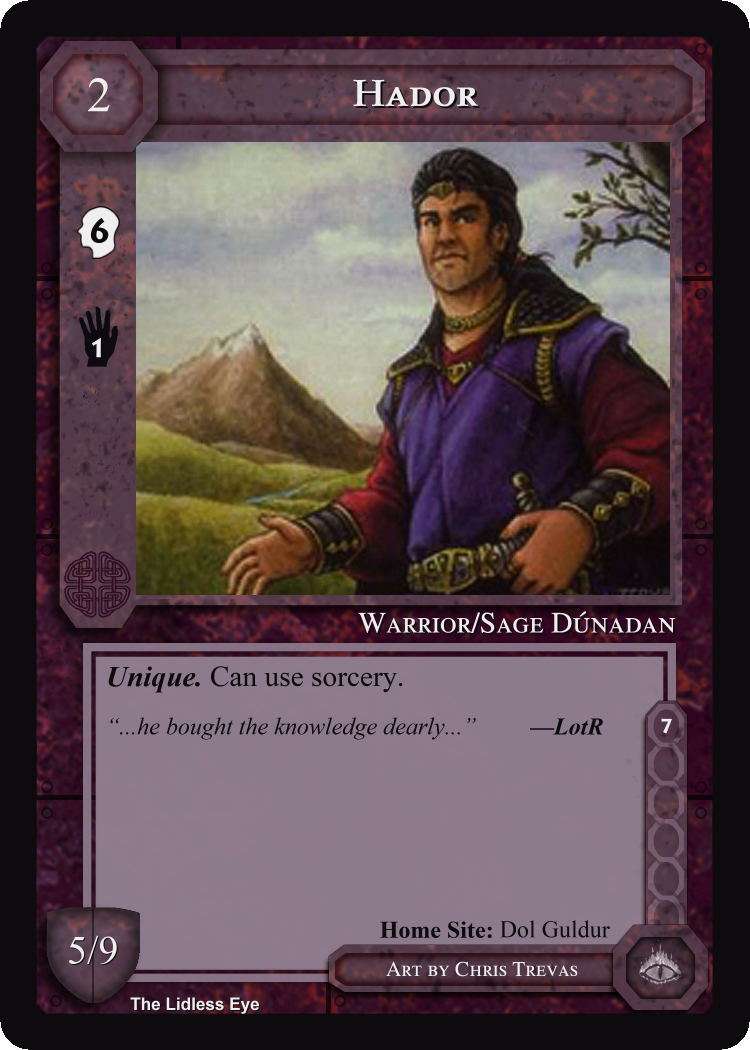 2
Hador
6
1
Warrior/Sage Dúnadan
Unique. Can use sorcery.
“...he bought the knowledge dearly...” —LotR
7
Home Site: Dol Guldur
5/9
Art by Chris Trevas
The Lidless Eye